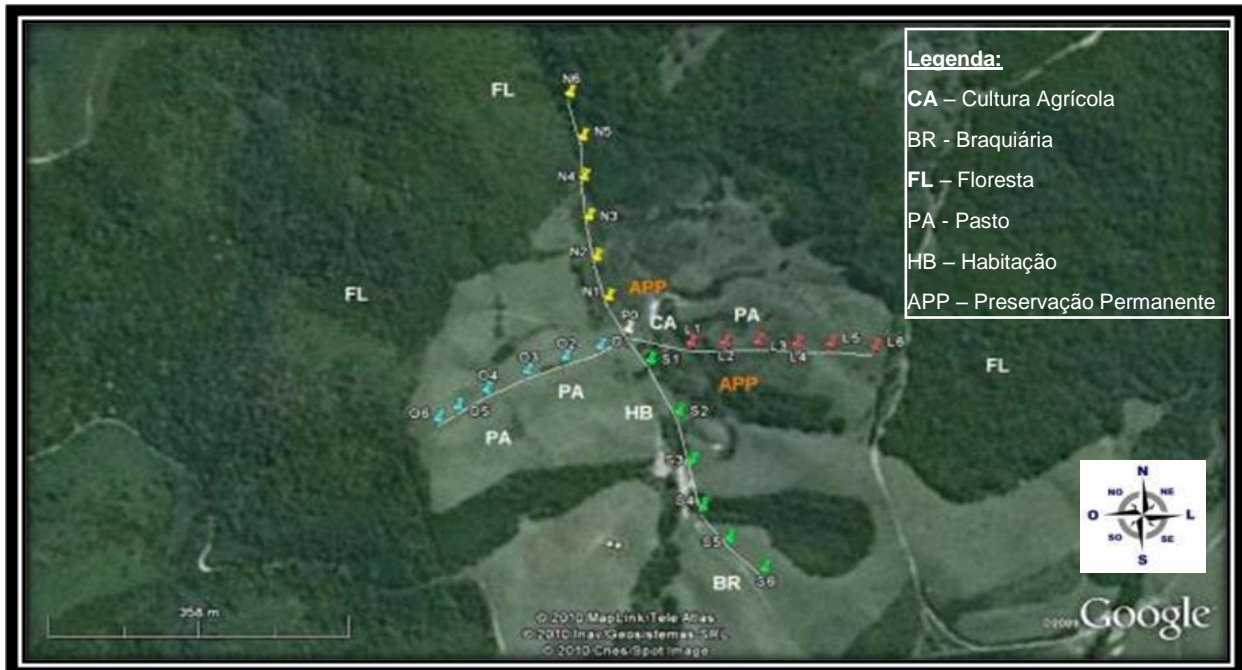 Legenda:
CA – Cultura Agrícola
BR - Braquiária
FL – Floresta
PA - Pasto
HB – Habitação
APP – Preservação Permanente
N6
FL
N5
N4
N3
N2
FL
N1
APP
P0
CA
PA
L1
L2
L3
L4
L5
L6
FL
O2
S1
O3
PA
APP
O4
O5
O6
PA
HB
S2
S3
S4
S5
S6
BR
N
NO
NE
O
L
SO
SE
S
358 m
© 2010 MapLink/Tele Atlas
© 2010 Inav/Geosistemas SRL
© 2010 Cnes/Spot Image
©2009 Google